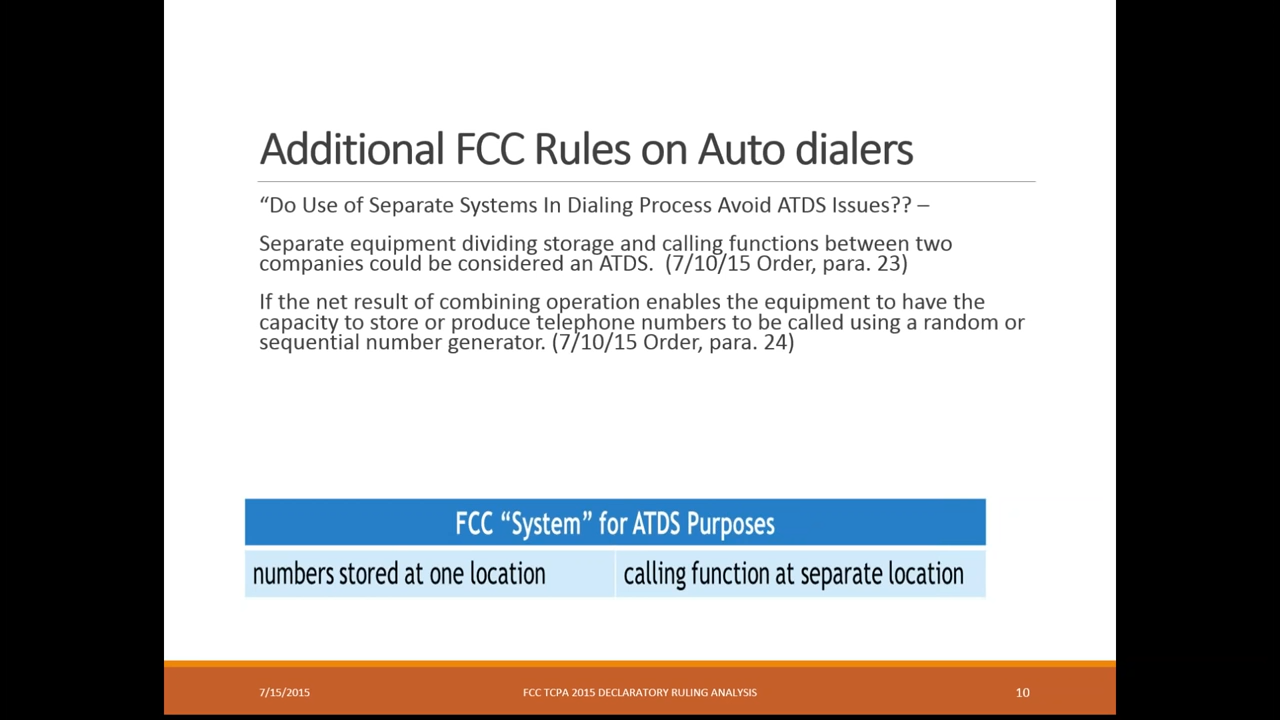 Additional FCC Rules on Auto dialers
“Do Use of Separate Systems In Dialing Process Avoid ATDS Issues?? –
Separate equipment dividing storage and calling functions between two
companies could be considered an ATDS.  (7/10/15 Order, para. 23)
If the net result of combining operation enables the equipment to have the
capacity to store or produce telephone numbers to be called using a random or
sequential number generator. (7/10/15 Order, para. 24)
FCC “System” for ATDS Purposes
numbers stored at one location
calling function at separate location
7/15/2015
FCC TCPA 2015 DECLARATORY RULING ANALYSIS
10